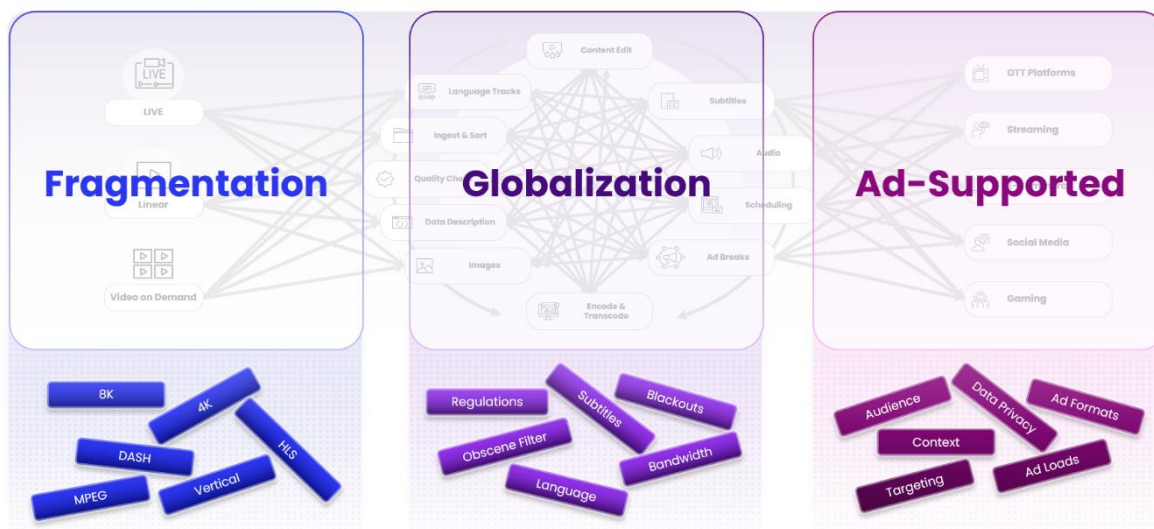 Fragmentation
Globalization
Ad-Supported
LIVE
LIVE
Linear
Video on Demand
Content Edit
Language Tracks
Subtitles
Ingest & Sort
Audio
Data Description
Scheduling
Images
Ad Breaks
Encode &
Transcode
OTT Platforms
Streaming
Social Media
Gaming
8K
4K
HLS
DASH
MPEG
Vertical
Regulations
Subtitles
Blackouts
Obscene Filter
Bandwidth
Language
Audience
Data Privacy
Ad Formats
Context
Ad Loads
Targeting